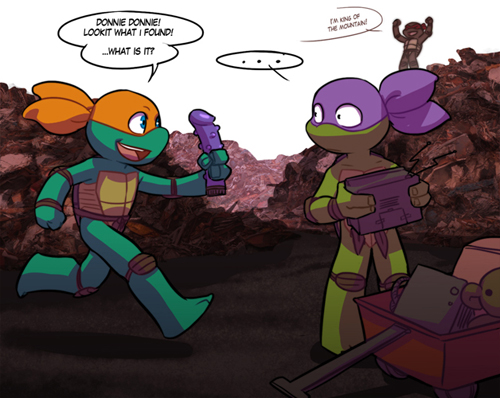 DONNIE DONNIE!
LOOKIT WHAT I FOUND!
...WHAT IS IT?
. . .
I'M KING OF
THE MOUNTAIN!